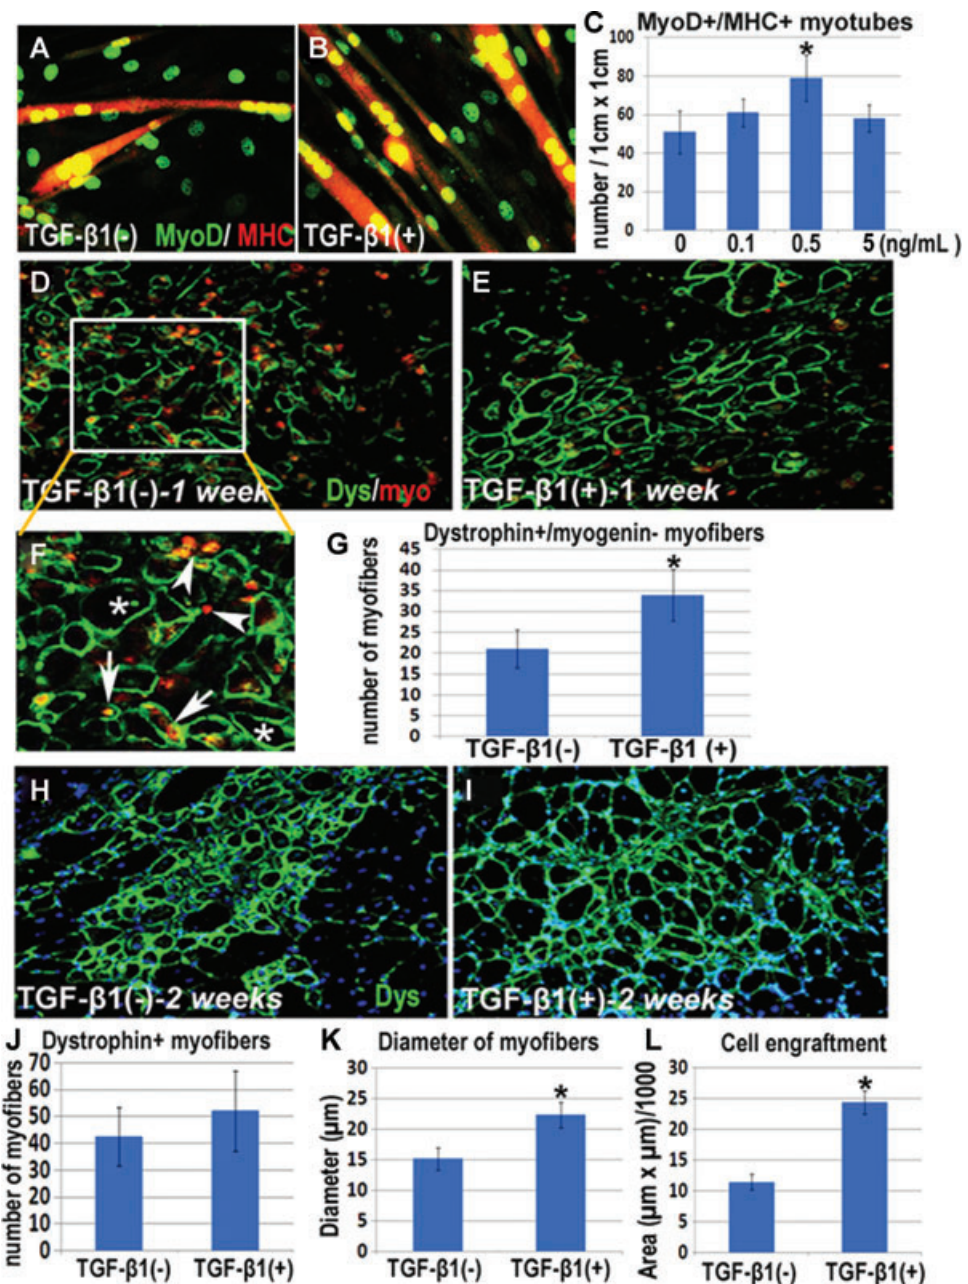 A
TGF-β1(-) MyoD/ MHC
B
TGF-β1(+)
C MyoD+/MHC+ myotubes
number / 1cm x 1cm
100
80
60
40
20
0
0 0.1 0.5 5 (ng/mL )
*
D
TGF-β1(-)-1 week Dys/myo
E
TGF-β1(+)-1 week
F
*
*
G Dystrophin+/myogenin- myofibers
number of myofibers
45
40
35
30
25
20
15
10
5
0
*
TGF-β1(-) TGF-β1 (+)
H
TGF-β1(-)-2 weeks Dys
I
TGF-β1(+)-2 weeks
J Dystrophin+ myofibers
number of myofibers
70
60
50
40
30
20
10
0
TGF-β1(-) TGF-β1(+)
K Diameter of myofibers
Diameter (µm)
30
25
20
15
10
5
0
*
TGF-β1(-) TGF-β1(+)
L Cell engraftment
Area (µm x µm)/1000
30
25
20
15
10
5
0
*
TGF-β1(-) TGF-β1(+)